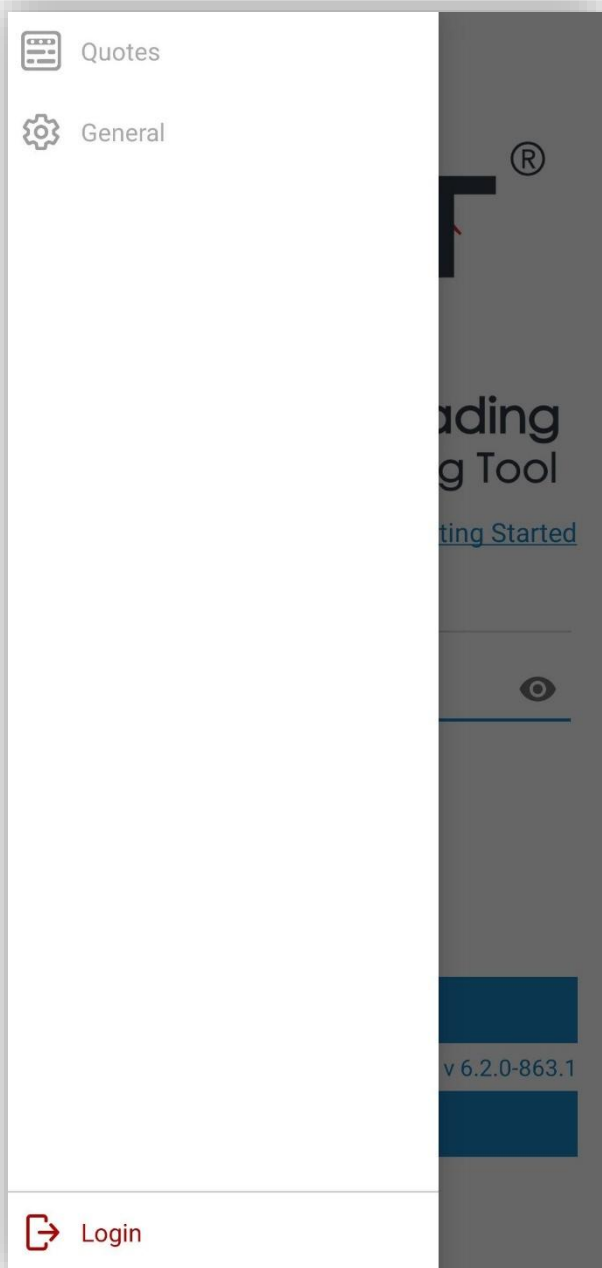 Quotes
General
T®
ading
g Tool
ting Started
v 6.2.0-863.1
Login